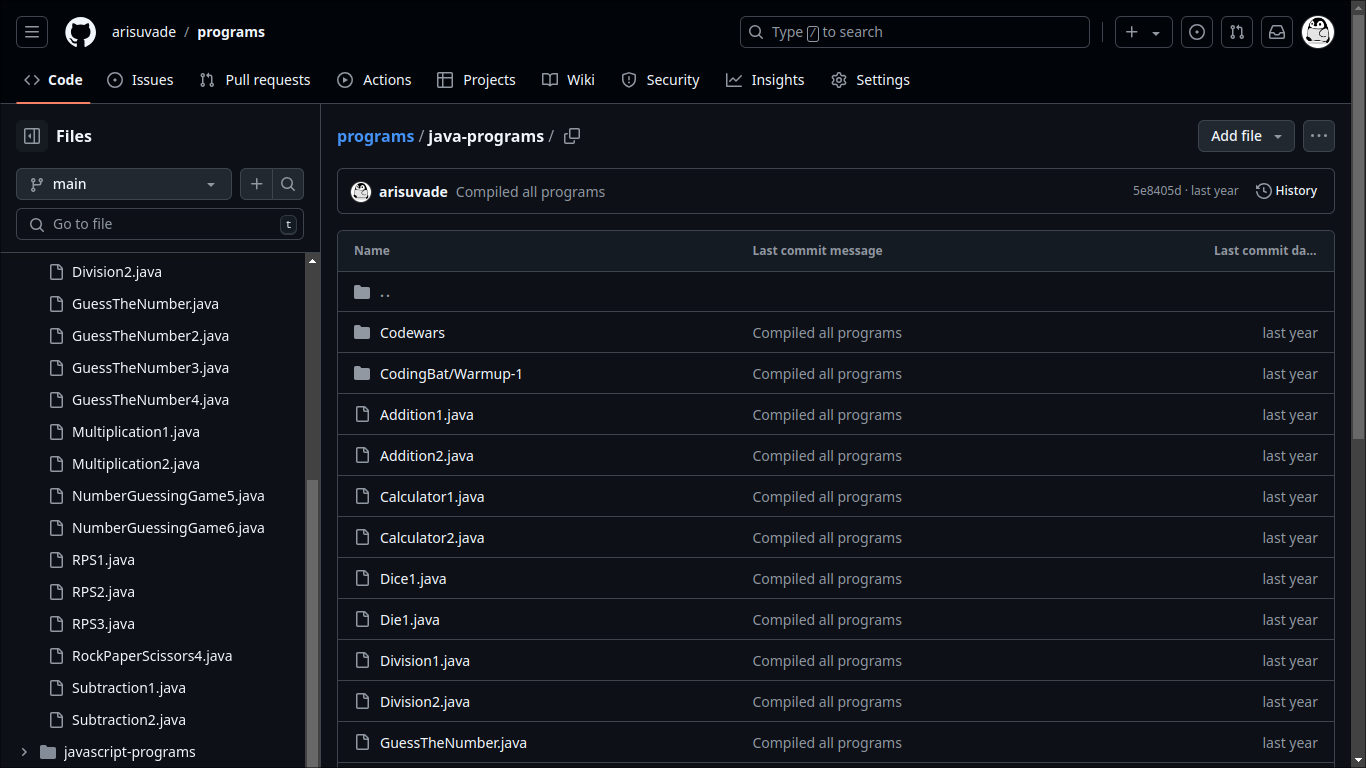 arisuvade / programs
Type / to search
Code
Issues
Pull requests
Actions
Projects
Wiki
Security
Insights
Settings
Files
main
Go to file
t
Division2.java
GuessTheNumber.java
GuessTheNumber2.java
GuessTheNumber3.java
GuessTheNumber4.java
Multiplication1.java
Multiplication2.java
NumberGuessingGame5.java
NumberGuessingGame6.java
RPS1.java
RPS2.java
RPS3.java
RockPaperScissors4.java
Subtraction1.java
Subtraction2.java
javascript-programs
programs / java-programs /
Add file
arisuvade Compiled all programs 5e8405d · last year History
Name Last commit message Last commit da...
..
Codewars Compiled all programs last year
CodingBat/Warmup-1 Compiled all programs last year
Addition1.java Compiled all programs last year
Addition2.java Compiled all programs last year
Calculator1.java Compiled all programs last year
Calculator2.java Compiled all programs last year
Dice1.java Compiled all programs last year
Die1.java Compiled all programs last year
Division1.java Compiled all programs last year
Division2.java Compiled all programs last year
GuessTheNumber.java Compiled all programs last year